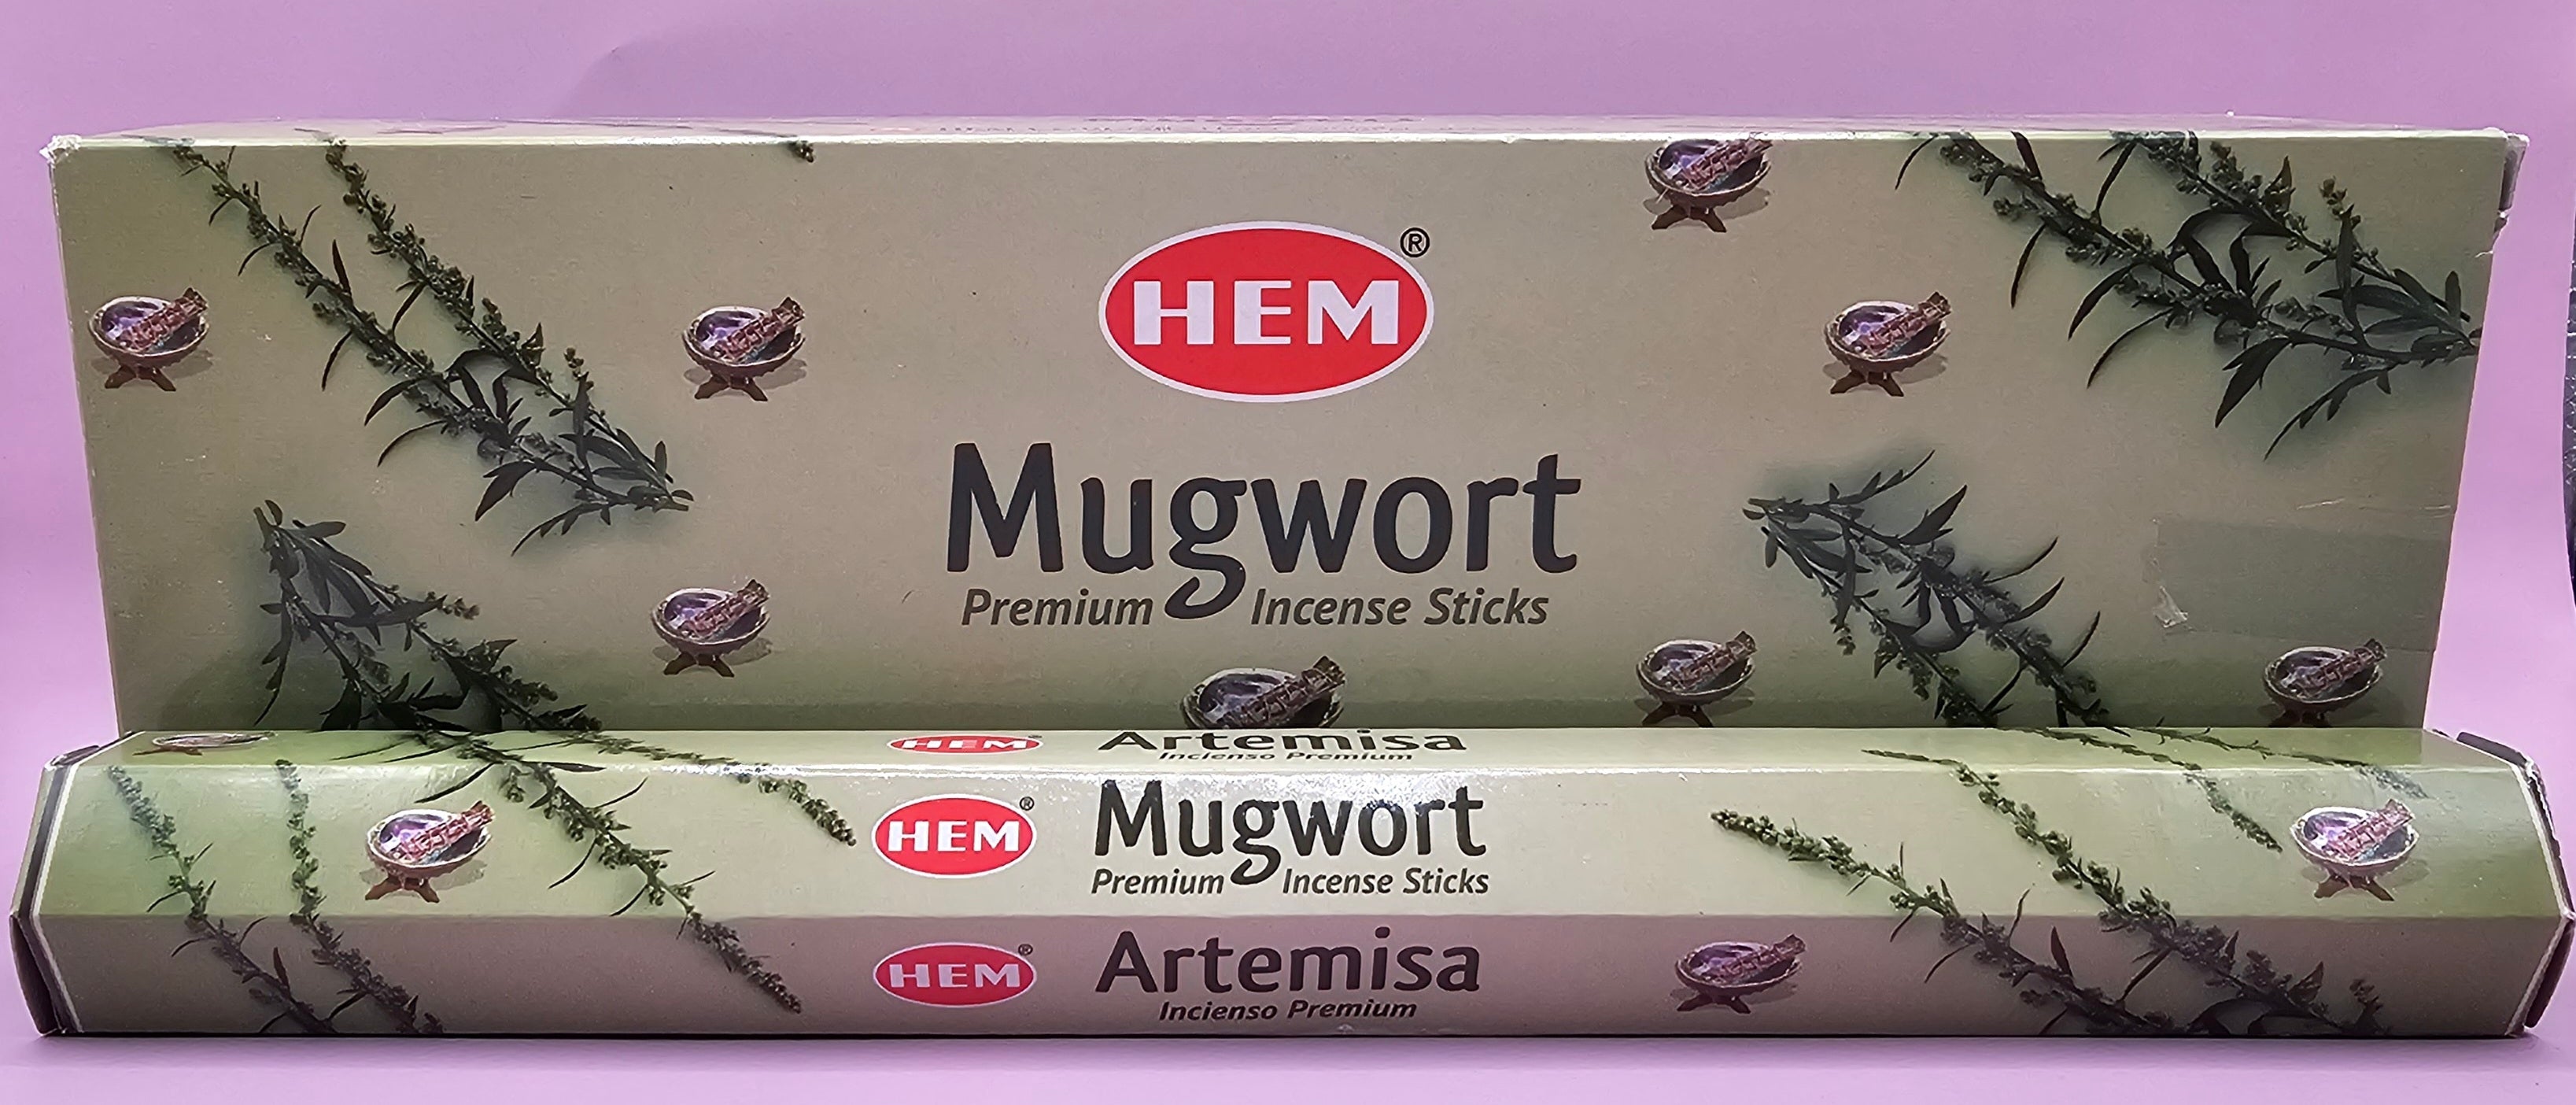 HEM®
Mugwort
Premium Incense Sticks
HEM Artemisa
Incienso Premium
HEM® Mugwort
Premium Incense Sticks
HEM® Artemisa
Incienso Premium